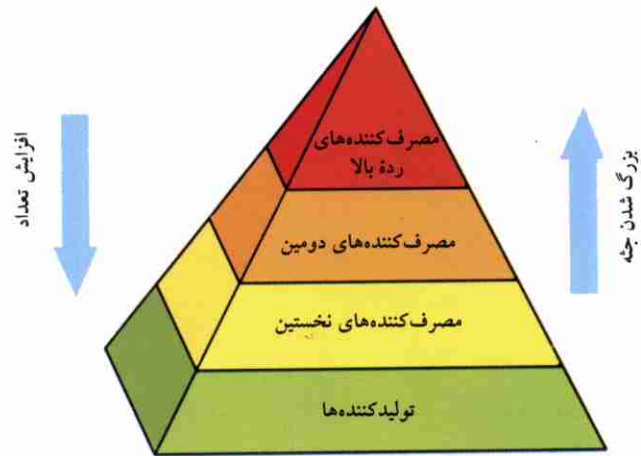 مصرف‌کننده‌های
ردهٔ بالا
مصرف‌کننده‌های دومین
مصرف‌کننده‌های نخستین
تولیدکننده‌ها
بزرگ شدن جثه
افزایش تعداد